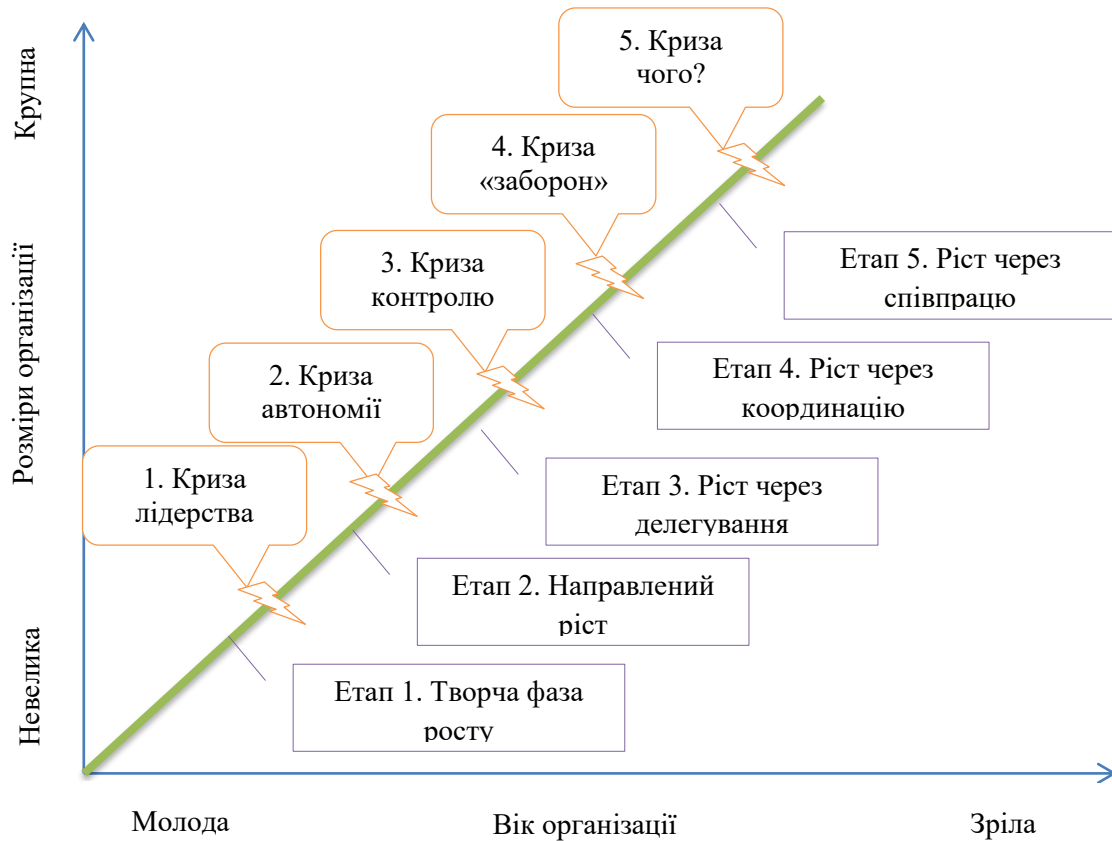 Крупна
Розміри організації
Невелика
5. Криза
чого?
4. Криза
«заборон»
3. Криза
контролю
2. Криза
автономії
1. Криза
лідерства
Етап 5. Ріст через
співпрацю
Етап 4. Ріст через
координацію
Етап 3. Ріст через
делегування
Етап 2. Направлений
ріст
Етап 1. Творча фаза
росту
Молода
Вік організації
Зріла